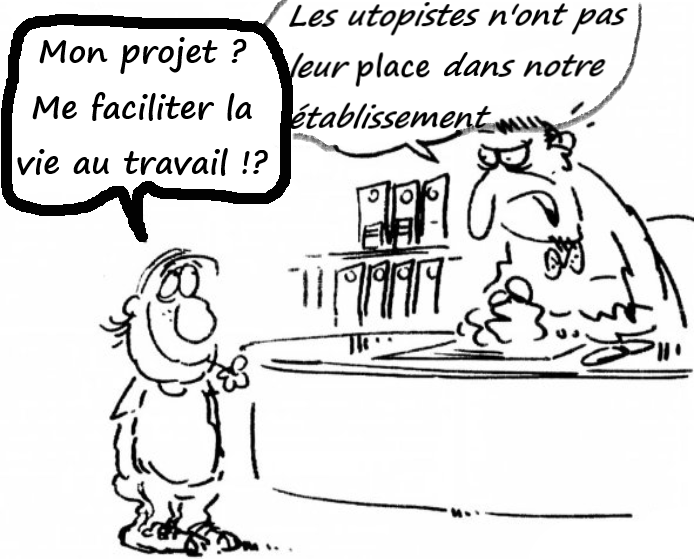 Mon projet ?
Me faciliter la
vie au travail !?
Les utopistes n'ont pas
leur place dans notre
établissement